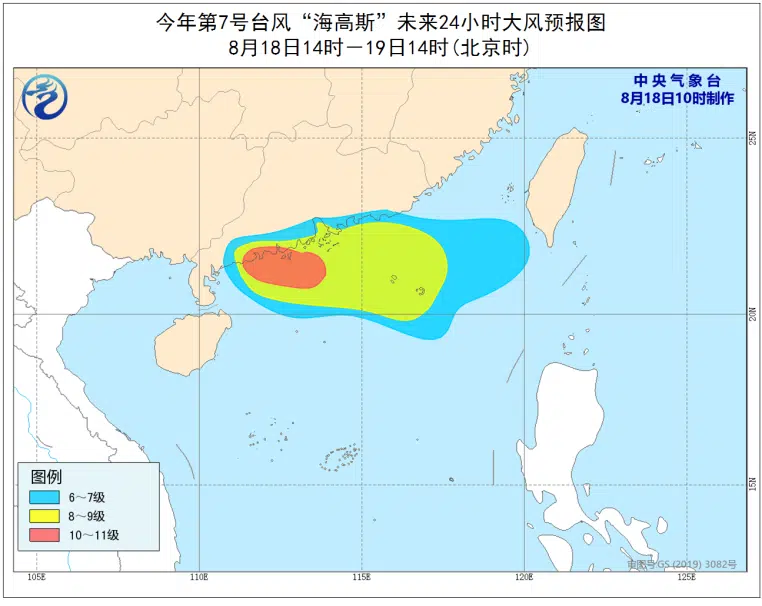 今年第7号台风“海高斯”未来24小时大风预报图
8月18日14时—19日14时(北京时)
中央气象台
8月18日10时制作
25N
20N
15N
图例
6～7级
8～9级
10～11级
审图号GS (2019) 3082号
105E
110E
115E
120E
125E